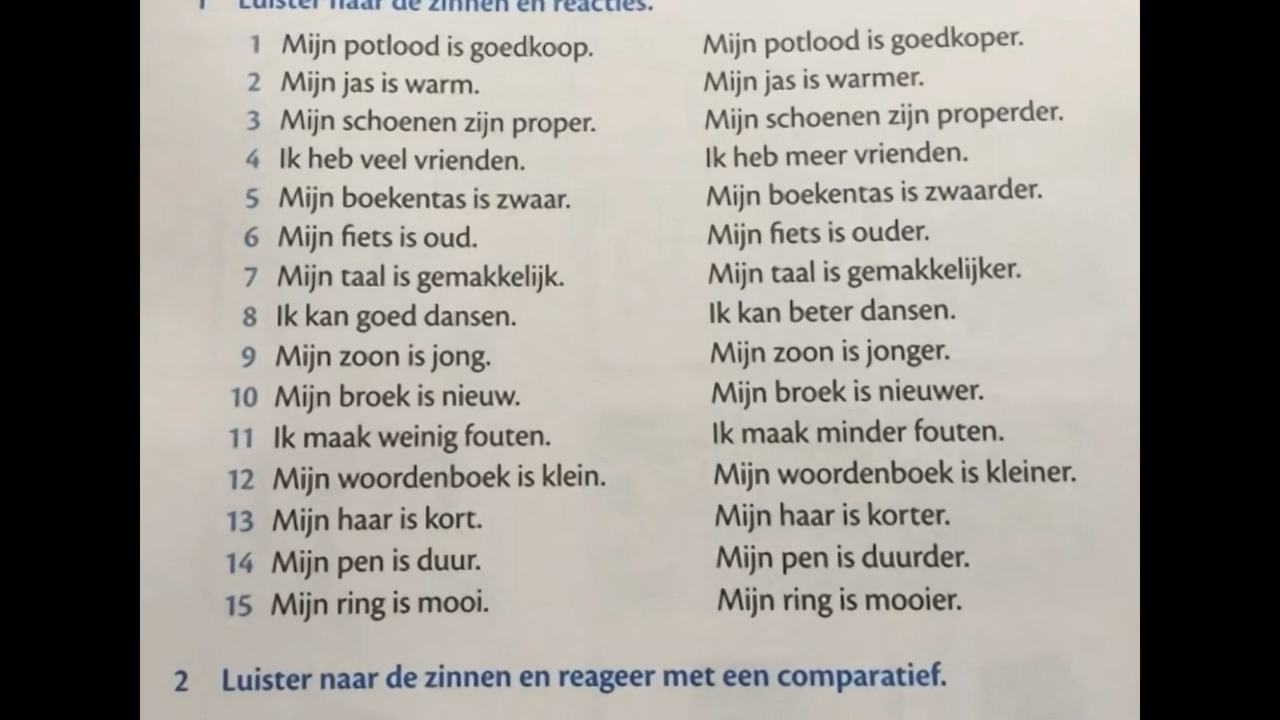 1 Luister naar de zinnen en reacties.
1 Mijn potlood is goedkoop. Mijn potlood is goedkoper.
2 Mijn jas is warm. Mijn jas is warmer.
3 Mijn schoenen zijn proper. Mijn schoenen zijn properder.
4 Ik heb veel vrienden. Ik heb meer vrienden.
5 Mijn boekentas is zwaar. Mijn boekentas is zwaarder.
6 Mijn fiets is oud. Mijn fiets is ouder.
7 Mijn taal is gemakkelijk. Mijn taal is gemakkelijker.
8 Ik kan goed dansen. Ik kan beter dansen.
9 Mijn zoon is jong. Mijn zoon is jonger.
10 Mijn broek is nieuw. Mijn broek is nieuwer.
11 Ik maak weinig fouten. Ik maak minder fouten.
12 Mijn woordenboek is klein. Mijn woordenboek is kleiner.
13 Mijn haar is kort. Mijn haar is korter.
14 Mijn pen is duur. Mijn pen is duurder.
15 Mijn ring is mooi. Mijn ring is mooier.
2 Luister naar de zinnen en reageer met een comparatief.